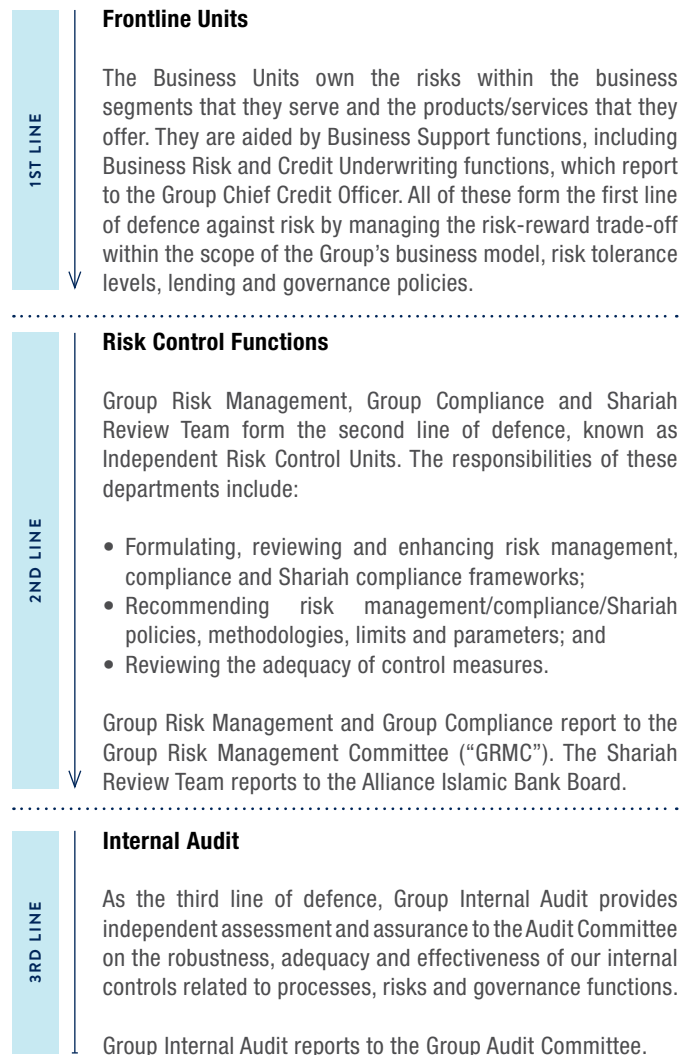 1ST LINE
Frontline Units
The Business Units own the risks within the business
segments that they serve and the products/services that they
offer. They are aided by Business Support functions, including
Business Risk and Credit Underwriting functions, which report
to the Group Chief Credit Officer. All of these form the first line
of defence against risk by managing the risk-reward trade-off
within the scope of the Group's business model, risk tolerance
levels, lending and governance policies.
2ND LINE
Risk Control Functions
Group Risk Management, Group Compliance and Shariah
Review Team form the second line of defence, known as
Independent Risk Control Units. The responsibilities of these
departments include:
• Formulating, reviewing and enhancing risk management,
compliance and Shariah compliance frameworks;
• Recommending risk management/compliance/Shariah
policies, methodologies, limits and parameters; and
• Reviewing the adequacy of control measures.
Group Risk Management and Group Compliance report to the
Group Risk Management Committee ("GRMC"). The Shariah
Review Team reports to the Alliance Islamic Bank Board.
3RD LINE
Internal Audit
As the third line of defence, Group Internal Audit provides
independent assessment and assurance to the Audit Committee
on the robustness, adequacy and effectiveness of our internal
controls related to processes, risks and governance functions.
Group Internal Audit reports to the Group Audit Committee.